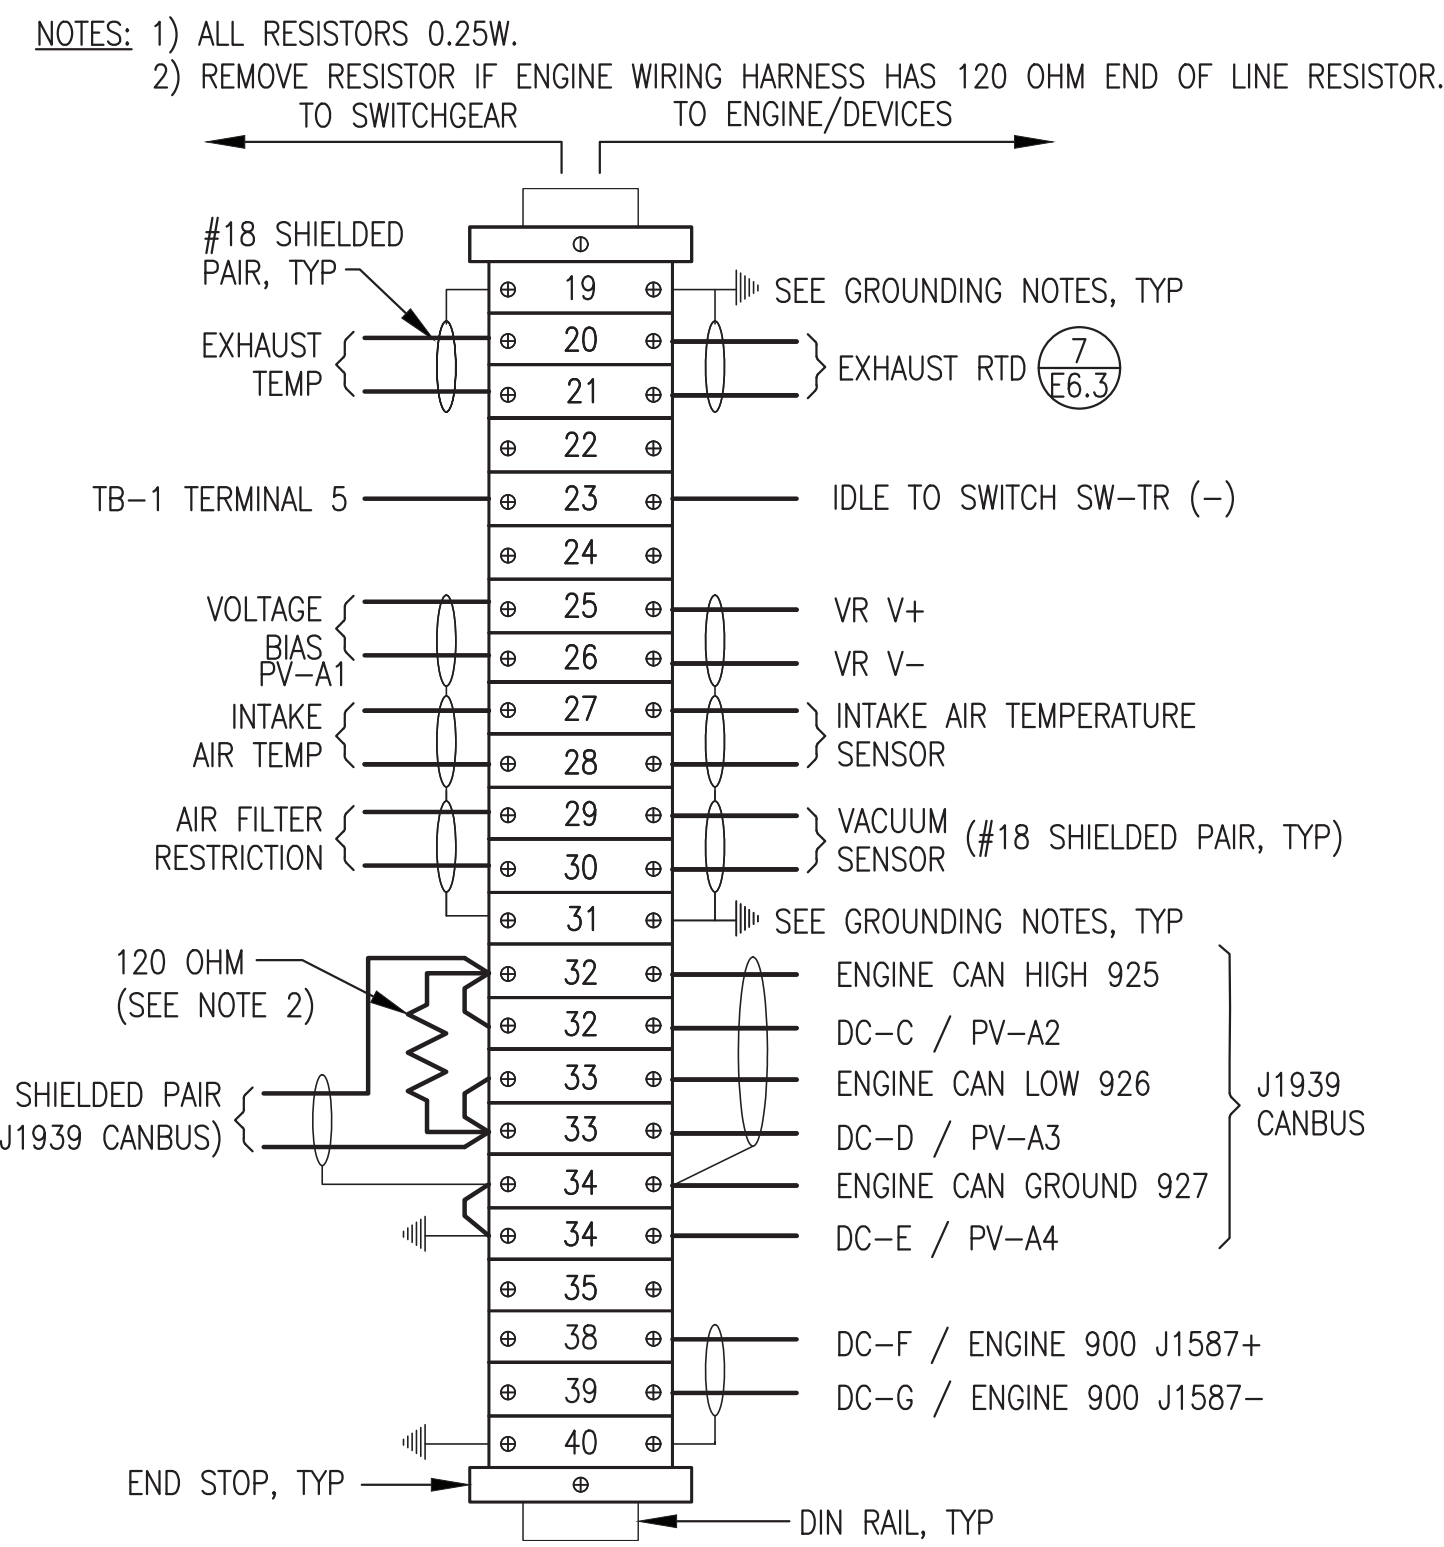 NOTES: 1) ALL RESISTORS 0.25W.
2) REMOVE RESISTOR IF ENGINE WIRING HARNESS HAS 120 OHM END OF LINE RESISTOR.
TO SWITCHGEAR
TO ENGINE/DEVICES
#18 SHIELDED
PAIR, TYP
19
SEE GROUNDING NOTES, TYP
EXHAUST
TEMP
20
21
EXHAUST RTD
7
E6.3
22
TB-1 TERMINAL 5
23
IDLE TO SWITCH SW-TR (-)
24
VOLTAGE
BIAS
PV-A1
25
VR V+
26
VR V-
INTAKE
AIR TEMP
27
28
INTAKE AIR TEMPERATURE
SENSOR
AIR FILTER
RESTRICTION
29
30
VACUUM
SENSOR
(#18 SHIELDED PAIR, TYP)
31
SEE GROUNDING NOTES, TYP
120 OHM
(SEE NOTE 2)
32
ENGINE CAN HIGH 925
32
DC-C / PV-A2
SHIELDED PAIR
J1939 CANBUS)
33
ENGINE CAN LOW 926
33
DC-D / PV-A3
J1939
CANBUS
34
ENGINE CAN GROUND 927
34
DC-E / PV-A4
35
38
DC-F / ENGINE 900 J1587+
39
DC-G / ENGINE 900 J1587-
40
END STOP, TYP
DIN RAIL, TYP